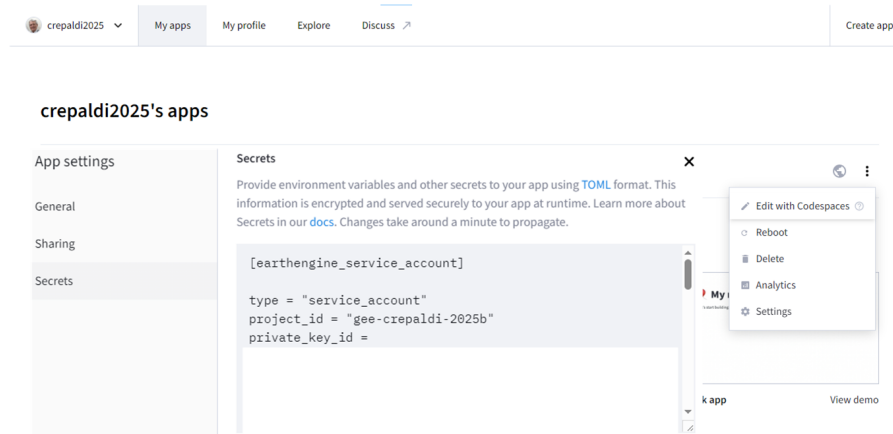 crepaldi2025
My apps
My profile
Explore
Discuss
Create app
crepaldi2025's apps
App settings
General
Sharing
Secrets
Secrets
Provide environment variables and other secrets to your app using TOML format. This
information is encrypted and served securely to your app at runtime. Learn more about
Secrets in our docs. Changes take around a minute to propagate.
[earthengine_service_account]
type = "service_account"
project_id = "gee-crepaldi-2025b"
private_key_id =
Edit with Codespaces
Reboot
Delete
Analytics
Settings
My
k app
View demo